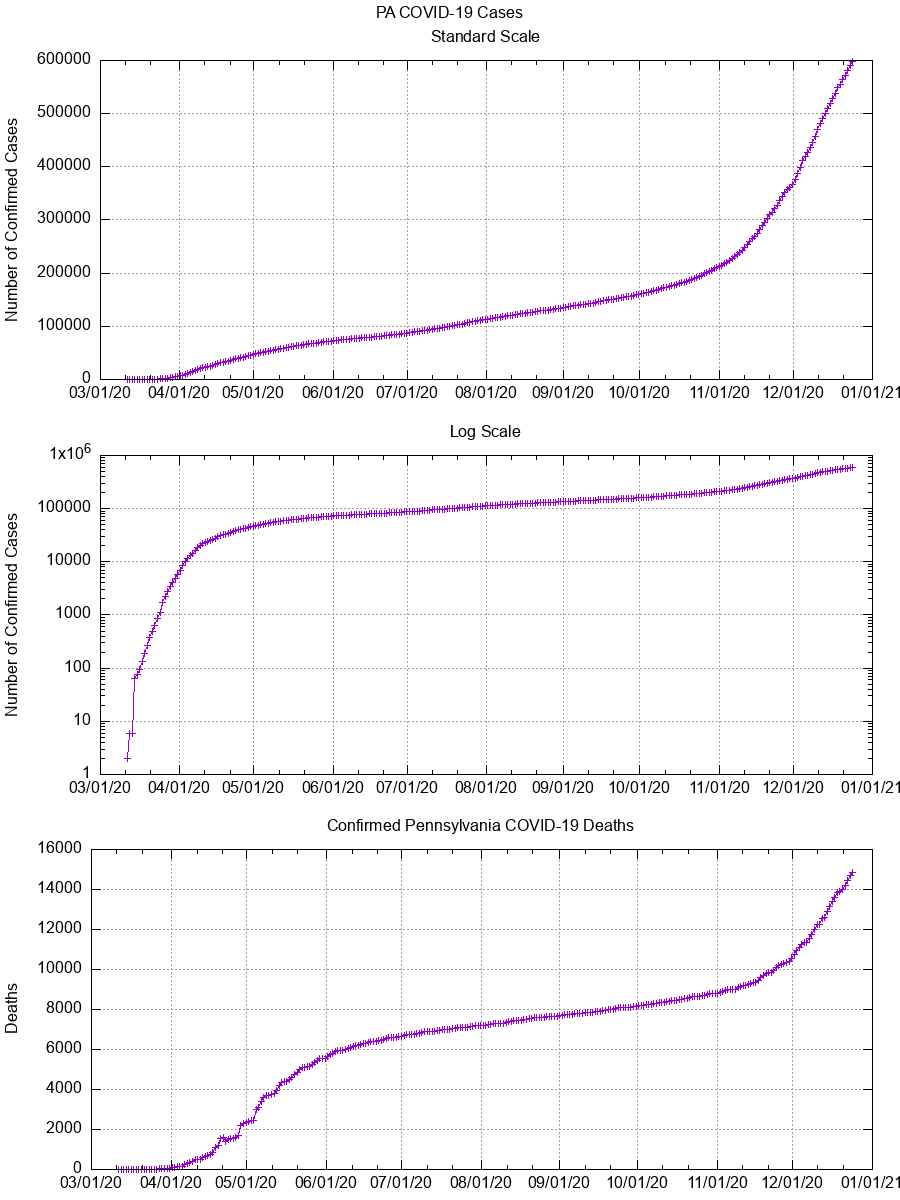 PA COVID-19 Cases
Standard Scale
600000
500000
400000
300000
200000
100000
0
Number of Confirmed Cases
03/01/20 04/01/20 05/01/20 06/01/20 07/01/20 08/01/20 09/01/20 10/01/20 11/01/20 12/01/20 01/01/21
Log Scale
1x10⁶
100000
10000
1000
100
10
1
Number of Confirmed Cases
03/01/20 04/01/20 05/01/20 06/01/20 07/01/20 08/01/20 09/01/20 10/01/20 11/01/20 12/01/20 01/01/21
Confirmed Pennsylvania COVID-19 Deaths
16000
14000
12000
10000
8000
6000
4000
2000
0
Deaths
03/01/20 04/01/20 05/01/20 06/01/20 07/01/20 08/01/20 09/01/20 10/01/20 11/01/20 12/01/20 01/01/21